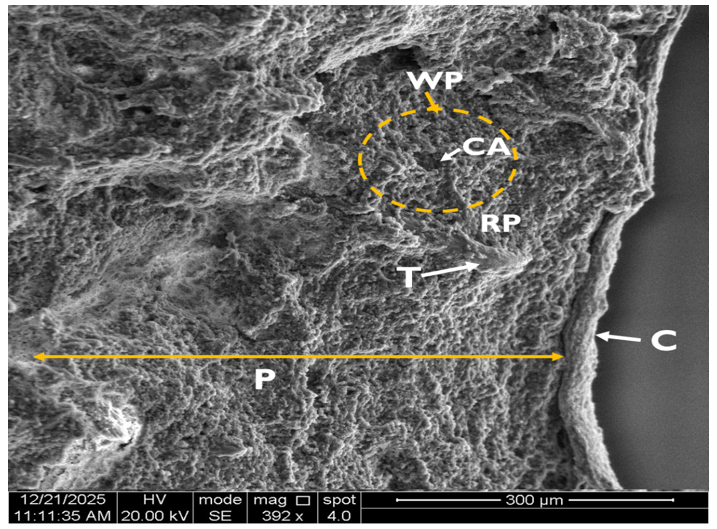 WP
CA
RP
T
C
P
12/21/2025 HV mode mag spot 300 µm
11:11:35 AM 20.00 kV SE 392 x 4.0